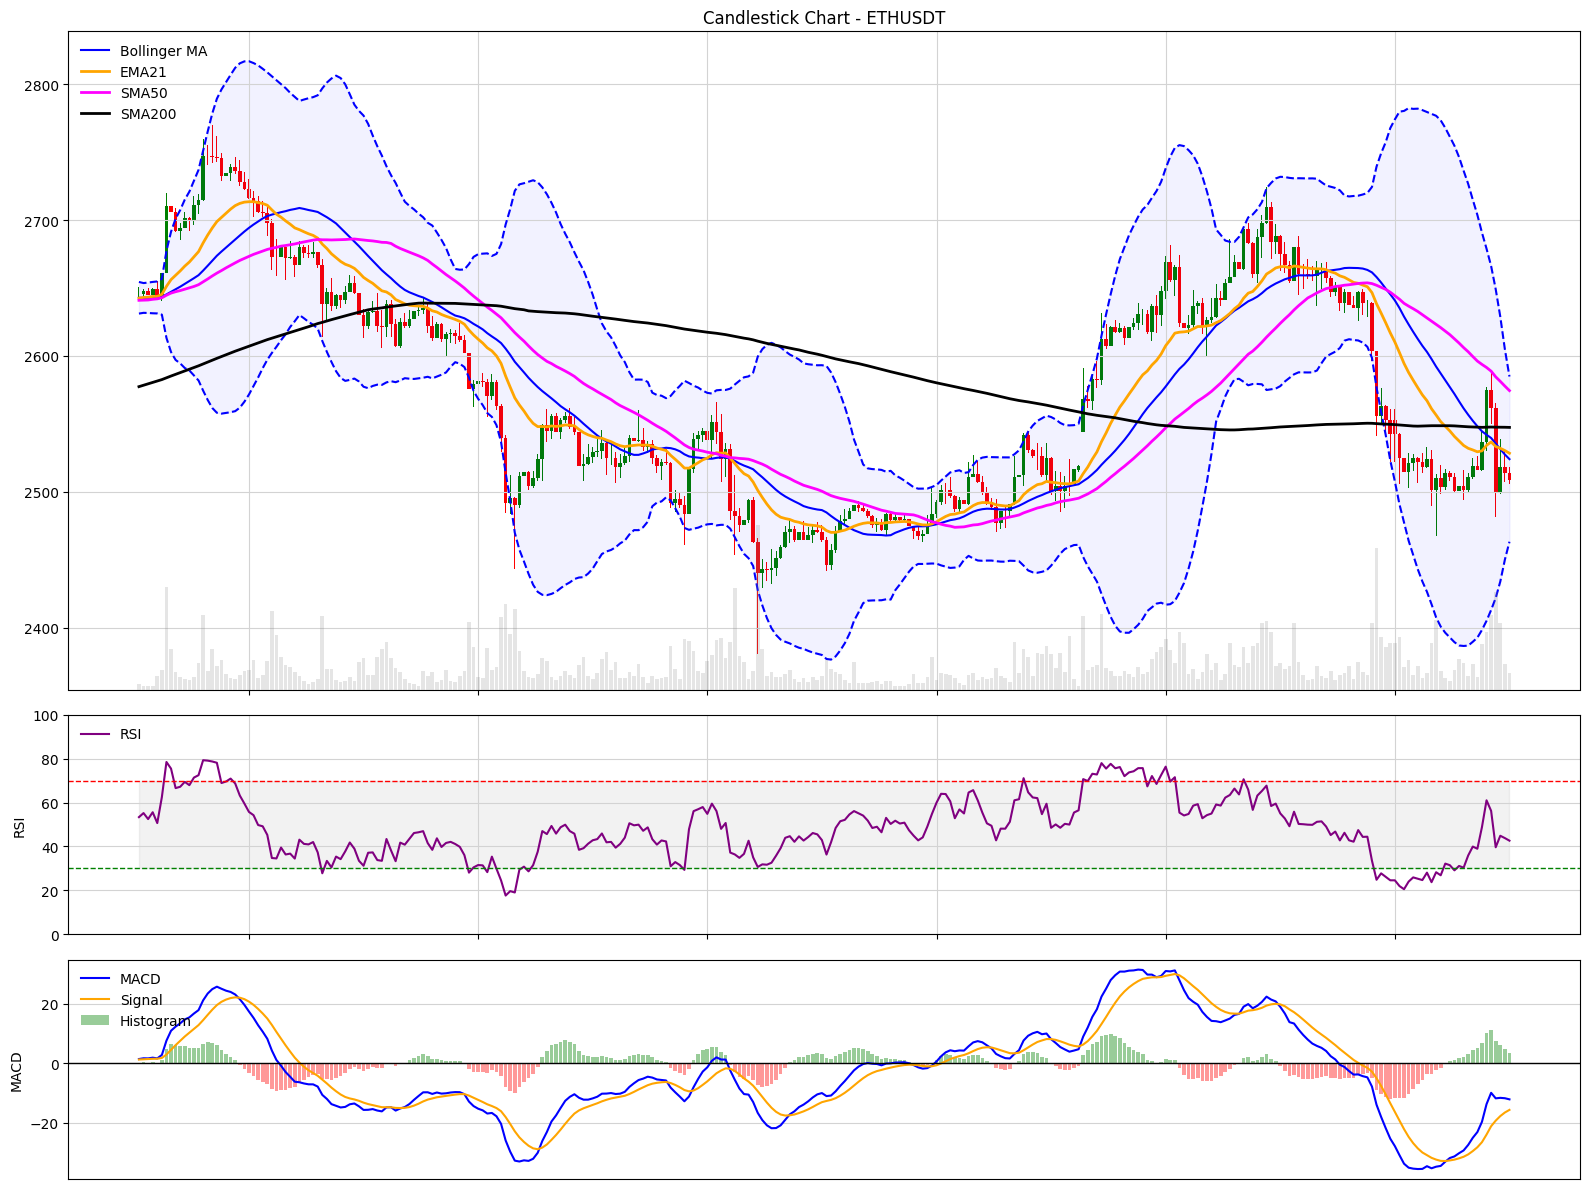 Candlestick Chart - ETHUSDT
Bollinger MA
EMA21
SMA50
SMA200
2800
2700
2600
2500
2400
RSI
100
80
60
40
20
0
RSI
MACD
Signal
Histogram
20
0
−20
MACD